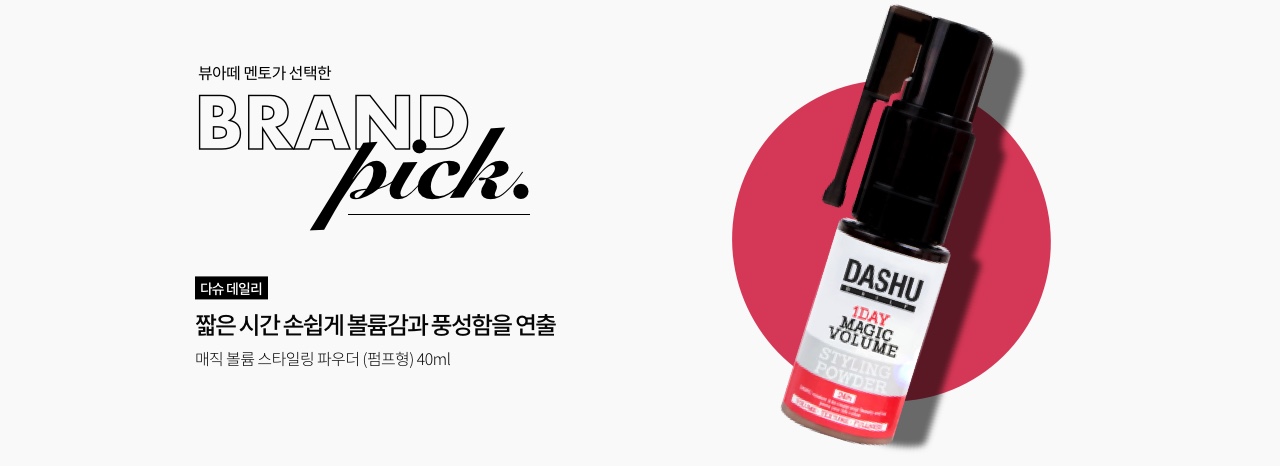 뷰아떼 멘토가 선택한
BRAND
pick.
다슈 데일리
짧은 시간 손쉽게 볼륨감과 풍성함을 연출
매직 볼륨 스타일링 파우더 (펌프형) 40ml
DASHU
DAILY
1DAY
MAGIC
VOLUME
STYLING
POWDER